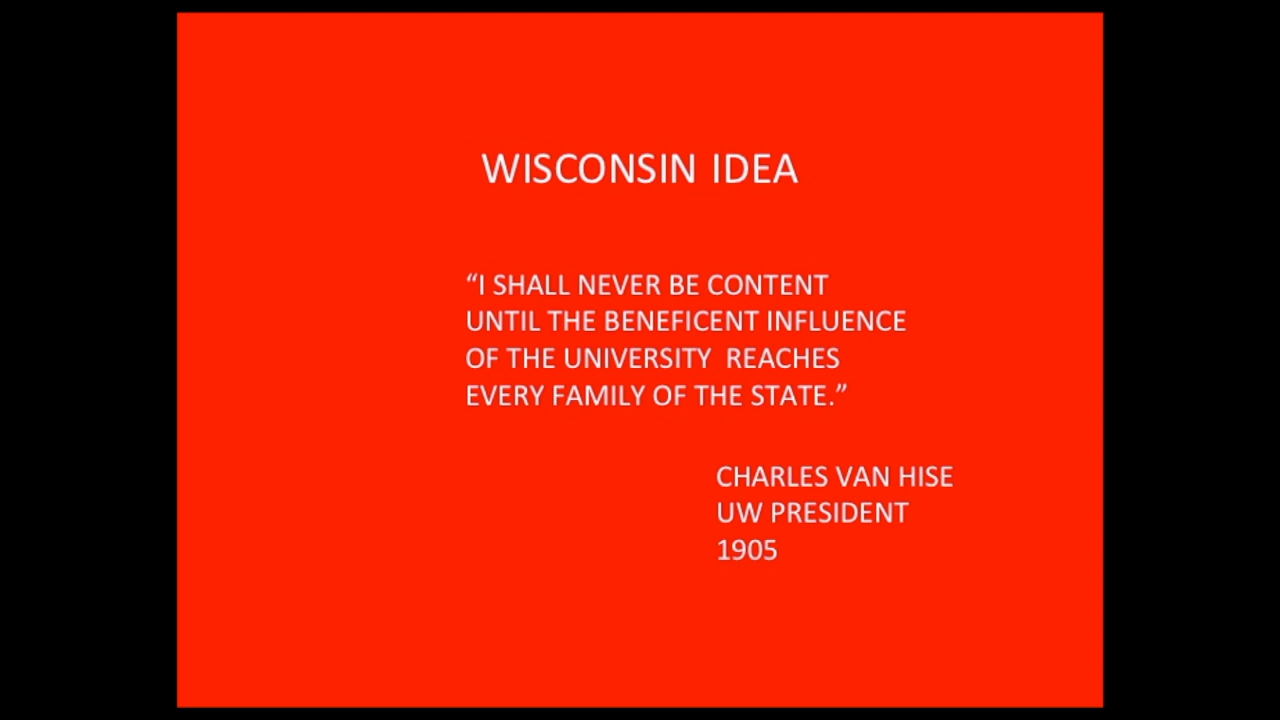 WISCONSIN IDEA
“I SHALL NEVER BE CONTENT
UNTIL THE BENEFICENT INFLUENCE
OF THE UNIVERSITY  REACHES
EVERY FAMILY OF THE STATE.”
CHARLES VAN HISE
UW PRESIDENT
1905